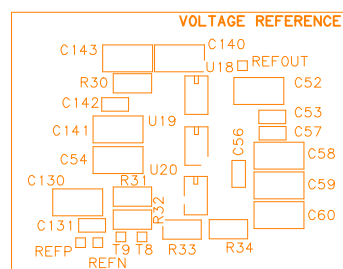 VOLTAGE REFERENCE
C143
C140
U18
REFOUT
R30
C52
C142
C53
U19
C141
C57
C56
C58
C54
U20
R31
C130
C59
R32
C60
C131
REFP
T9
T8
R33
R34
REFN